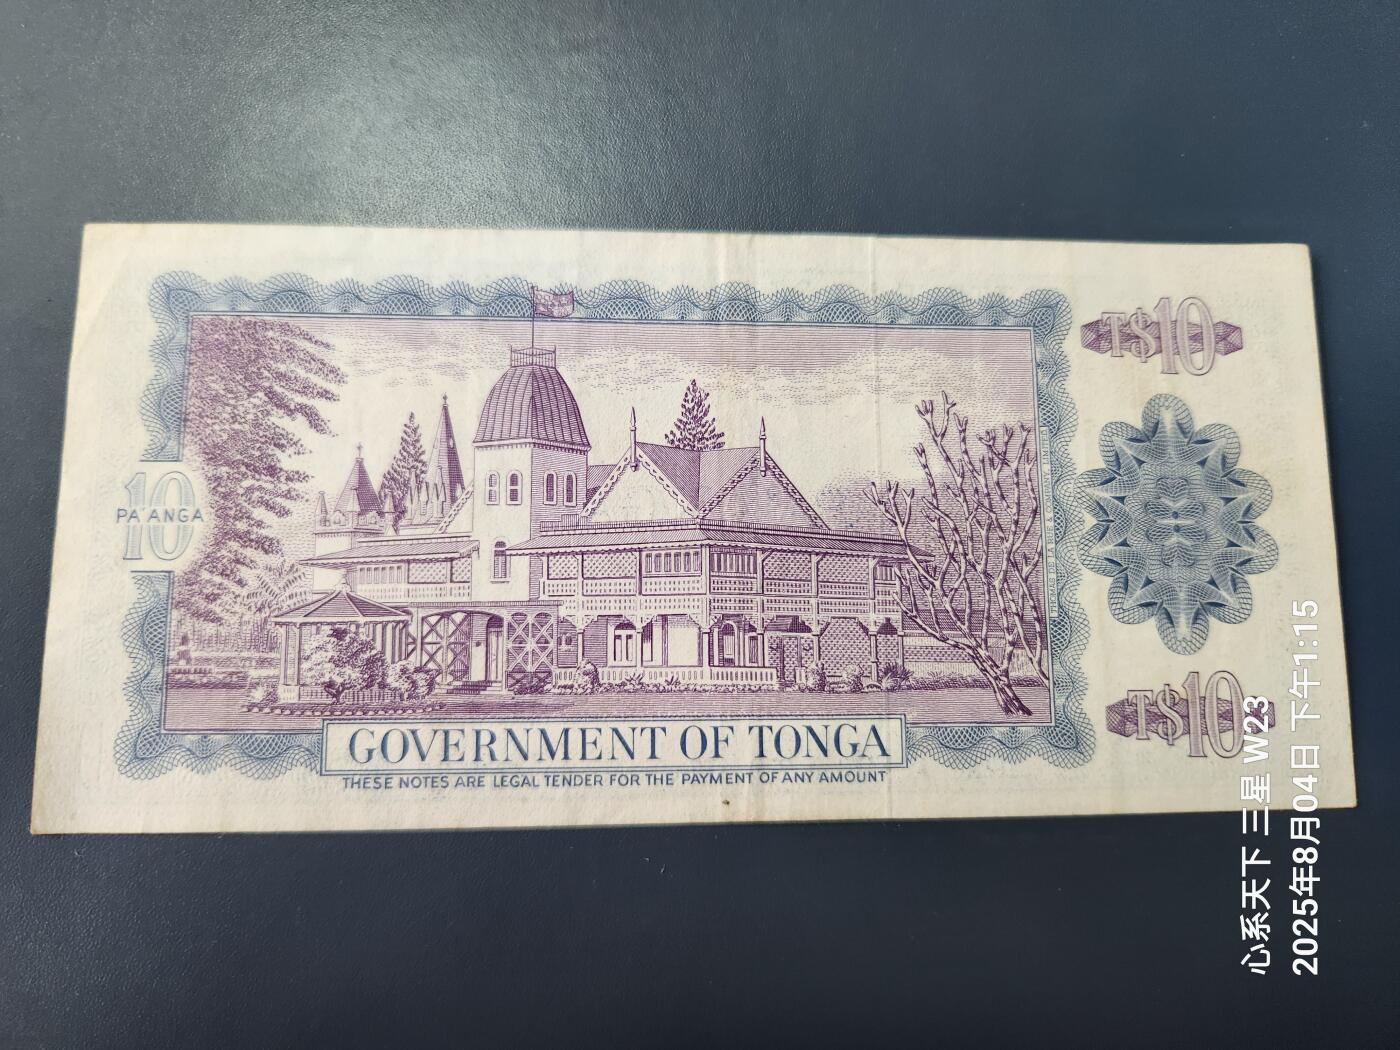 T$10
10
PA'ANGA
T$10
GOVERNMENT OF TONGA
THESE NOTES ARE LEGAL TENDER FOR THE PAYMENT OF ANY AMOUNT
心系天下 三星 W23
2025年8月04日 下午1:15